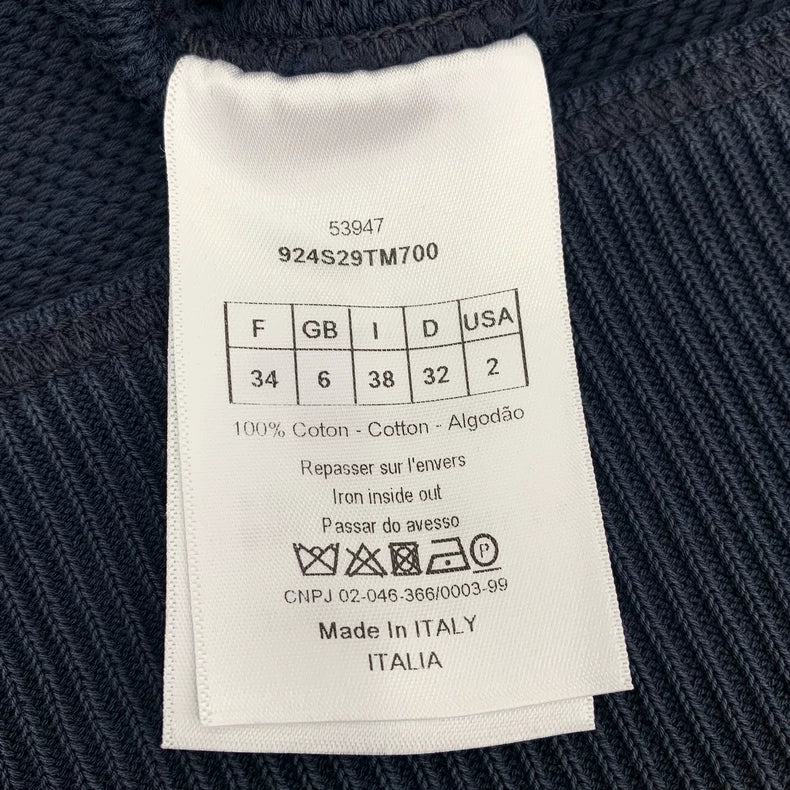 53947
924S29TM700
F GB I D USA
34 6 38 32 2
100% Coton - Cotton - Algodão
Repasser sur l'envers
Iron inside out
Passar do avesso
P
CNPJ 02-046-366/0003-99
Made In ITALY
ITALIA